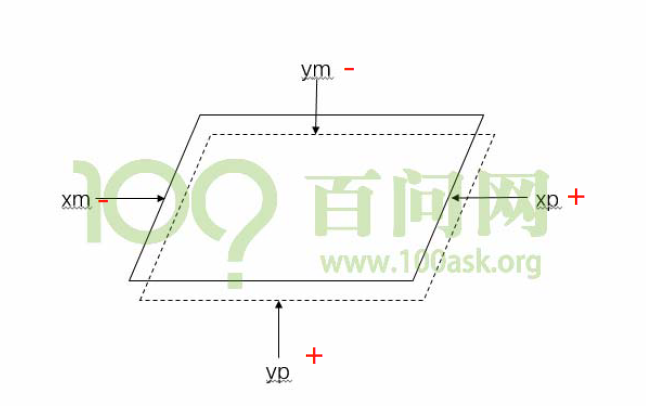 ym -
xm -
xp +
百问网
www.100ask.org
yp +